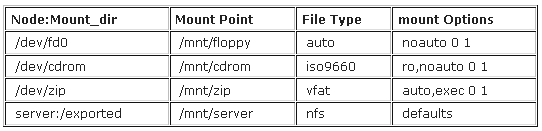 Node:Mount_dir Mount Point File Type mount Options
/dev/fd0 /mnt/floppy auto noauto 0 1
/dev/cdrom /mnt/cdrom iso9660 ro,noauto 0 1
/dev/zip /mnt/zip vfat auto,exec 0 1
server:/exported /mnt/server nfs defaults